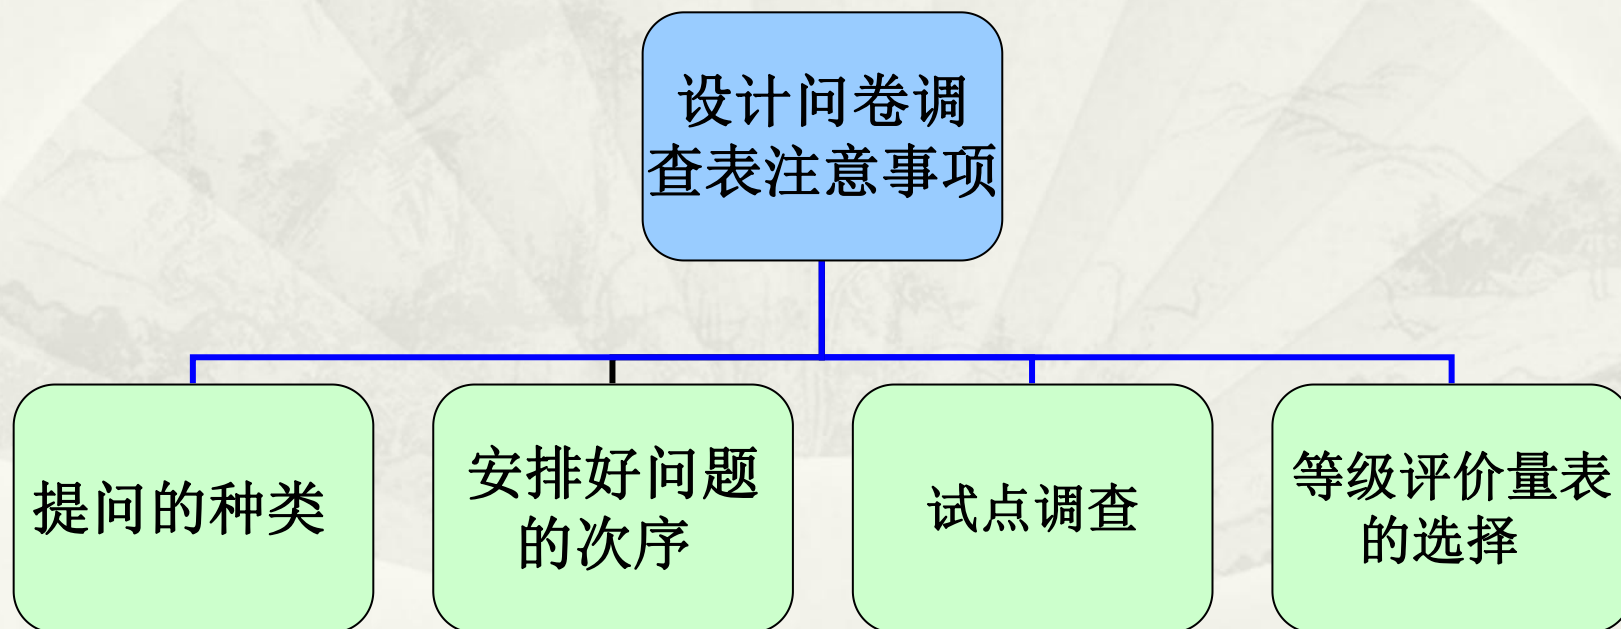 设计问卷调
查表注意事项
提问的种类
安排好问题
的次序
试点调查
等级评价量表
的选择